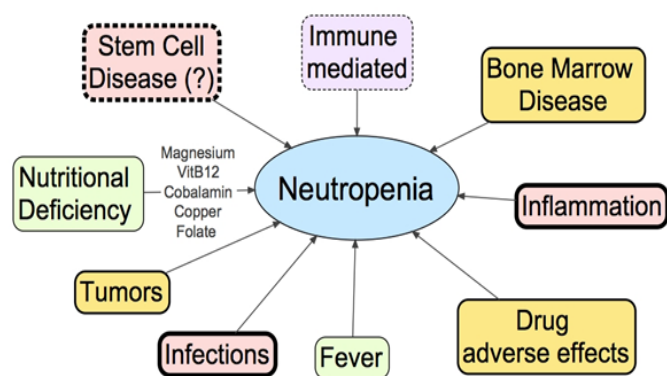 Stem Cell
Disease (?)
Immune
mediated
Bone Marrow
Disease
Nutritional
Deficiency
Magnesium
VitB12
Cobalamin
Copper
Folate
Neutropenia
Inflammation
Tumors
Infections
Fever
Drug
adverse effects